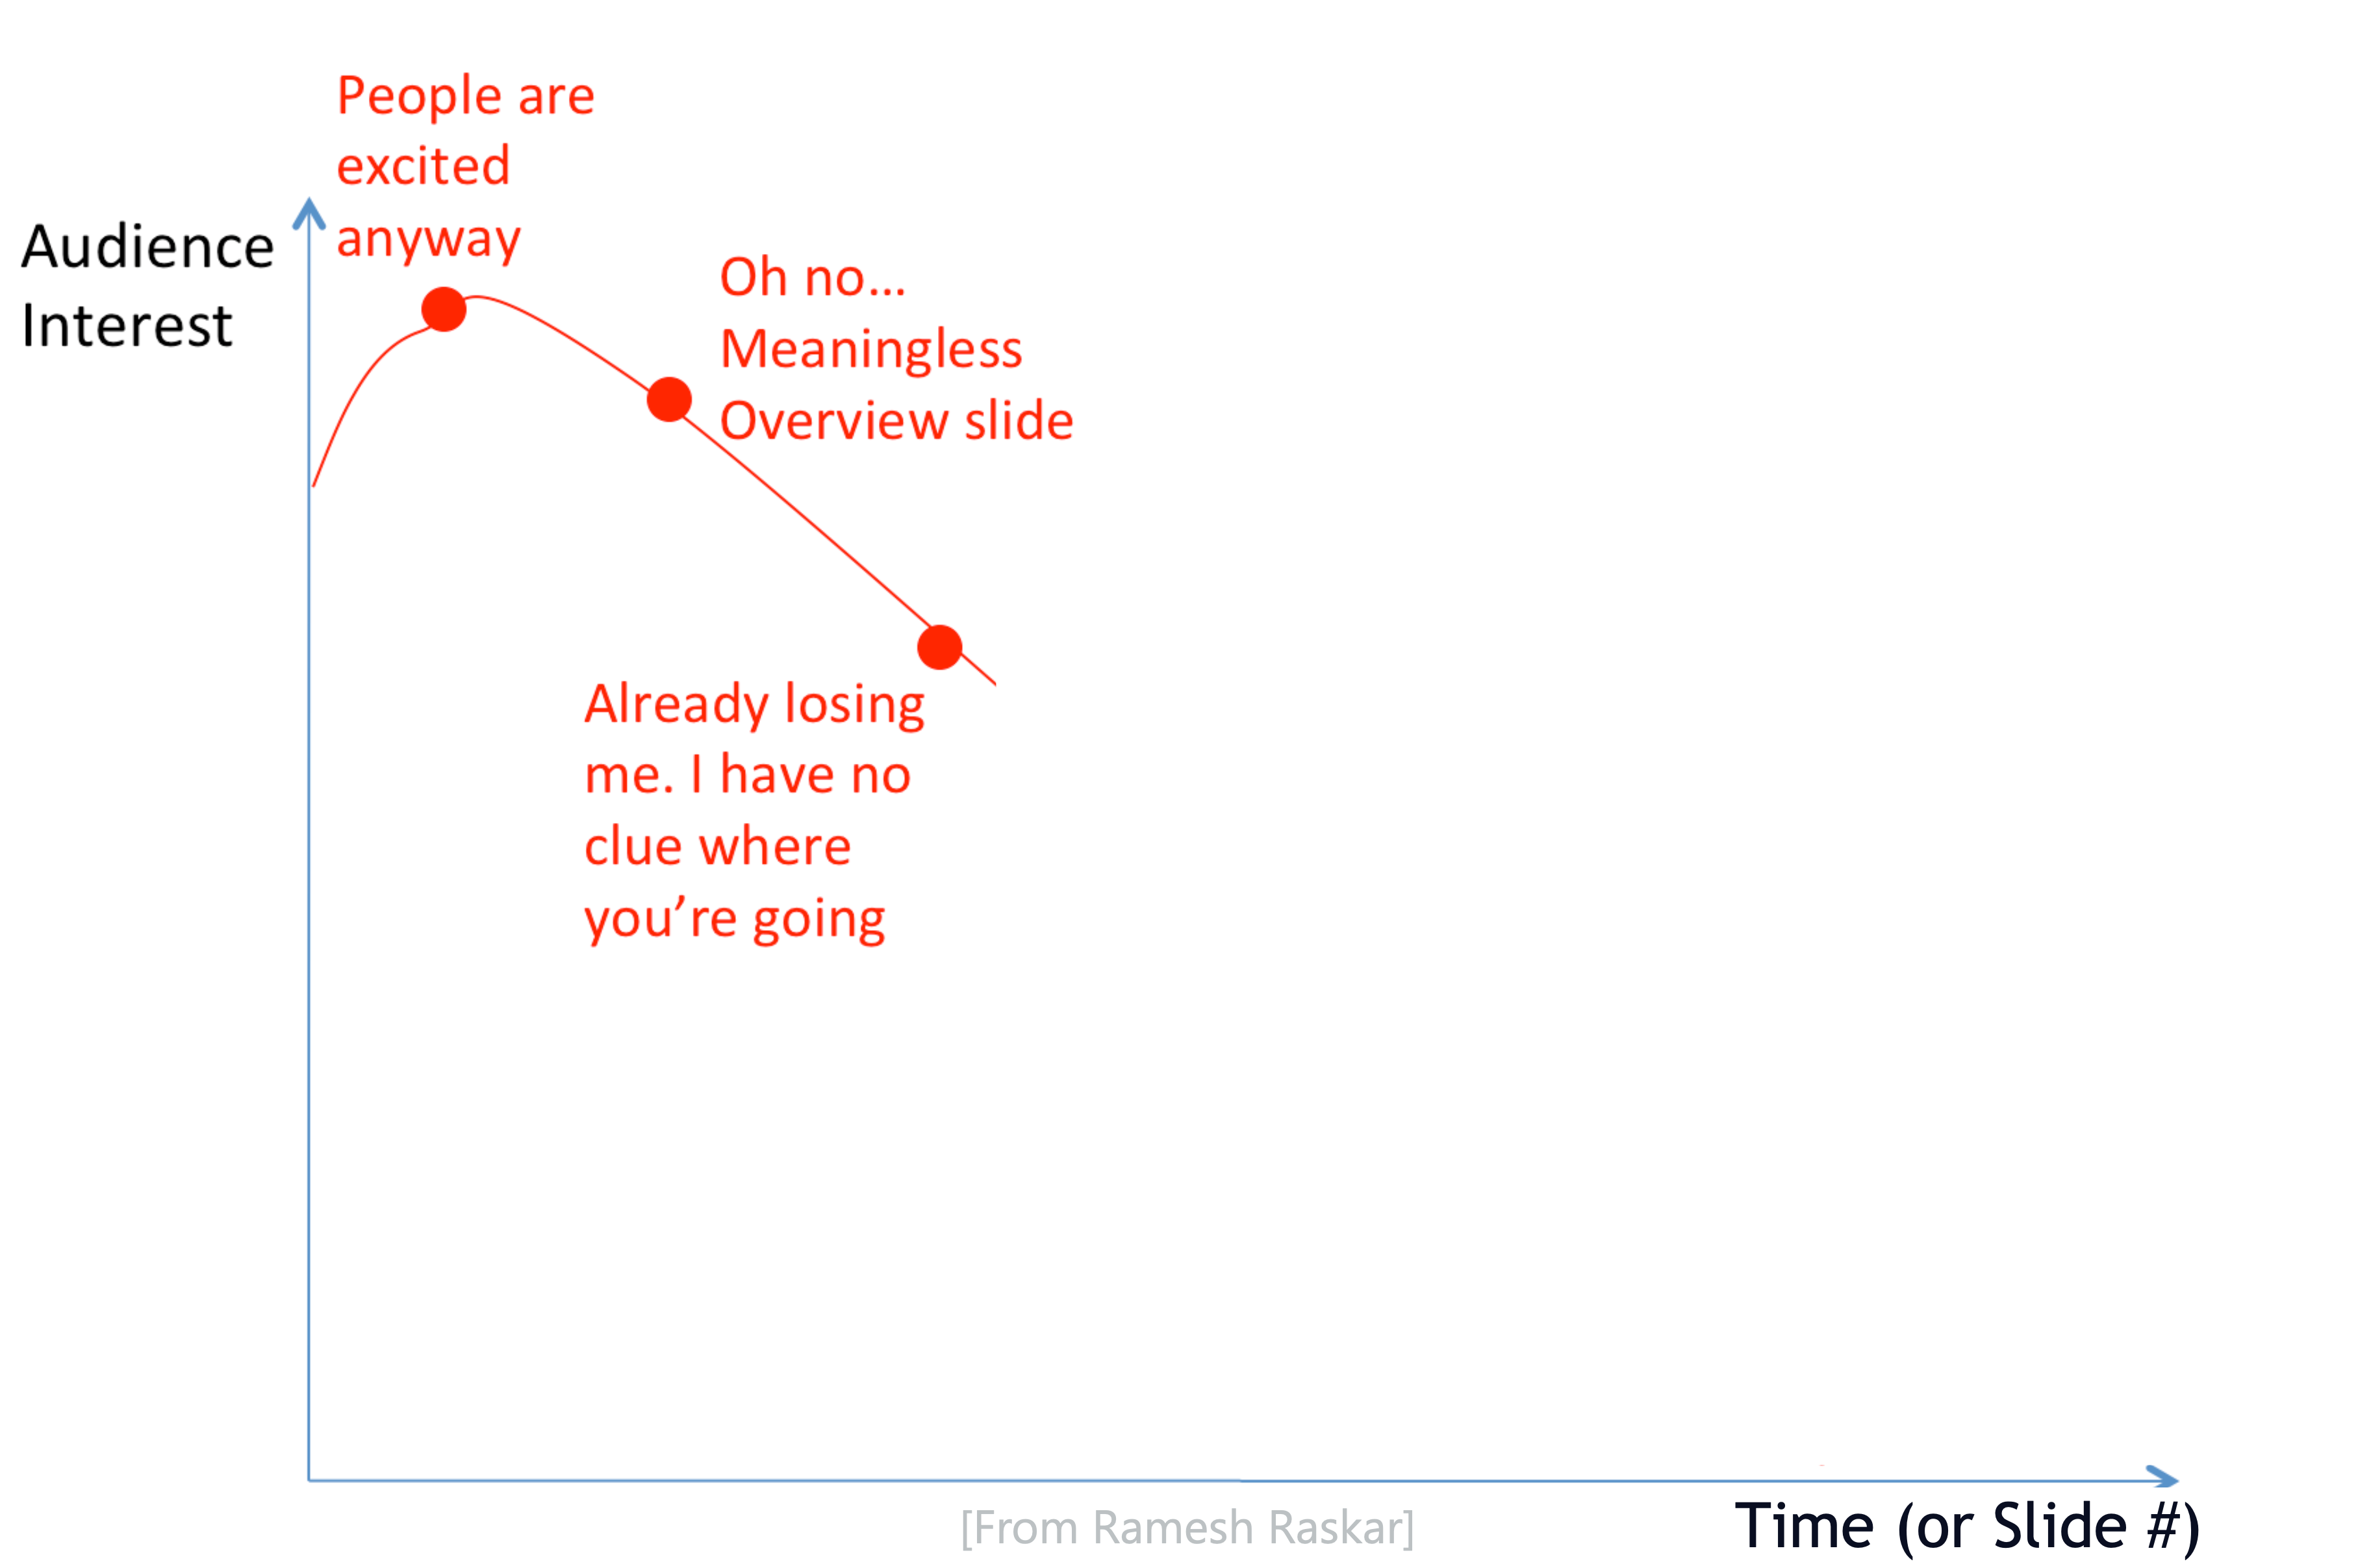 People are
excited
anyway
Audience
Interest
Oh no...
Meaningless
Overview slide
Already losing
me. I have no
clue where
you’re going
[From Ramesh Raskar]
Time (or Slide #)